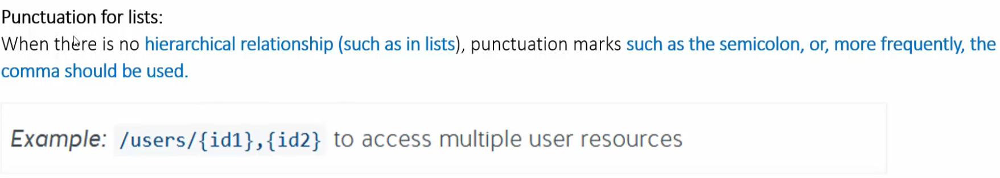 Punctuation for lists:
When there is no hierarchical relationship (such as in lists), punctuation marks such as the semicolon, or, more frequently, the
comma should be used.
Example: /users/{id1},{id2} to access multiple user resources